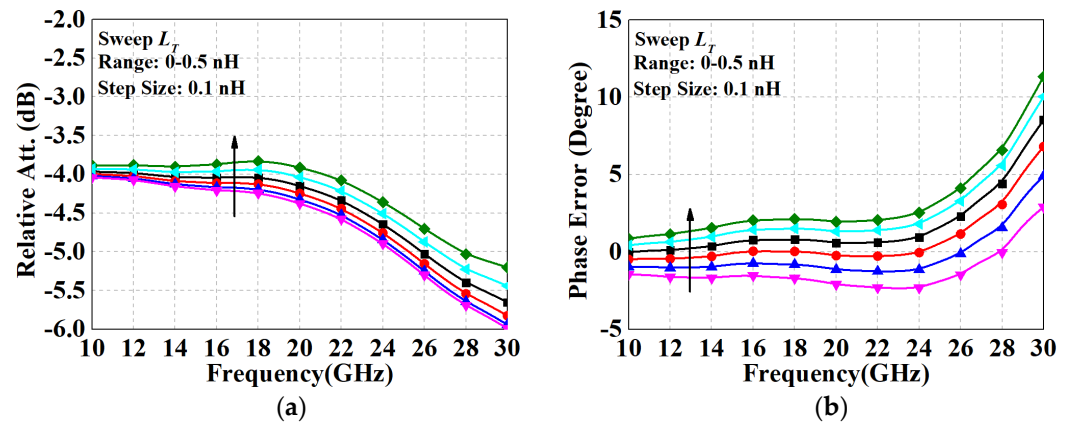 -2.0
-2.5
-3.0
-3.5
-4.0
-4.5
-5.0
-5.5
-6.0
Relative Att. (dB)
Sweep L_T
Range: 0-0.5 nH
Step Size: 0.1 nH
10 12 14 16 18 20 22 24 26 28 30
Frequency(GHz)
(a)
15
10
5
0
-5
Phase Error (Degree)
Sweep L_T
Range: 0-0.5 nH
Step Size: 0.1 nH
10 12 14 16 18 20 22 24 26 28 30
Frequency(GHz)
(b)